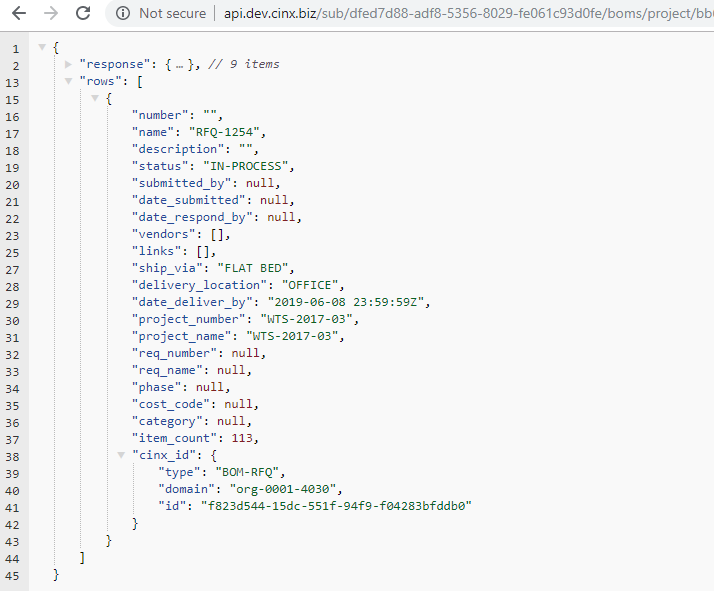 Not secure | api.dev.cinx.biz/sub/dfed7d88-adf8-5356-8029-fe061c93d0fe/boms/project/bb
1 {
2 "response": { … }, // 9 items
13 "rows": [
15 {
16 "number": "",
17 "name": "RFQ-1254",
18 "description": "",
19 "status": "IN-PROCESS",
20 "submitted_by": null,
21 "date_submitted": null,
22 "date_respond_by": null,
23 "vendors": [],
25 "links": [],
27 "ship_via": "FLAT BED",
28 "delivery_location": "OFFICE",
29 "date_deliver_by": "2019-06-08 23:59:59Z",
30 "project_number": "WTS-2017-03",
31 "project_name": "WTS-2017-03",
32 "req_number": null,
33 "req_name": null,
34 "phase": null,
35 "cost_code": null,
36 "category": null,
37 "item_count": 113,
38 "cinx_id": {
39 "type": "BOM-RFQ",
40 "domain": "org-0001-4030",
41 "id": "f823d544-15dc-551f-94f9-f04283bfddb0"
42 }
43 }
44 ]
45 }